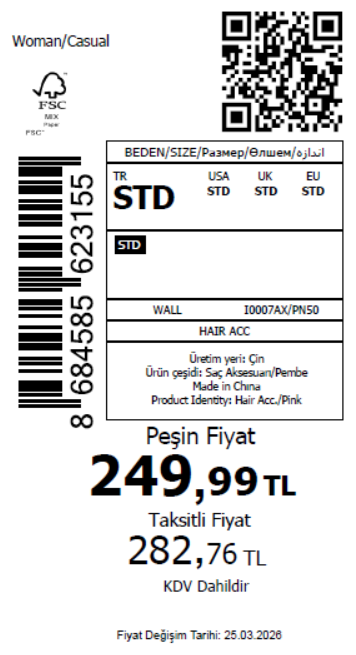 Woman/Casual
FSC
MIX
Paper
FSC™
BEDEN/SIZE/Размер/Өлшем/اندازه
TR USA UK EU
STD STD STD STD
STD
WALL I0007AX/PN50
HAIR ACC
Üretim yeri: Çin
Ürün çeşidi: Saç Aksesuarı/Pembe
Made in China
Product Identity: Hair Acc./Pink
8 684585 623155
Peşin Fiyat
249,99 TL
Taksitli Fiyat
282,76 TL
KDV Dahildir
Fiyat Değişim Tarihi: 25.03.2026